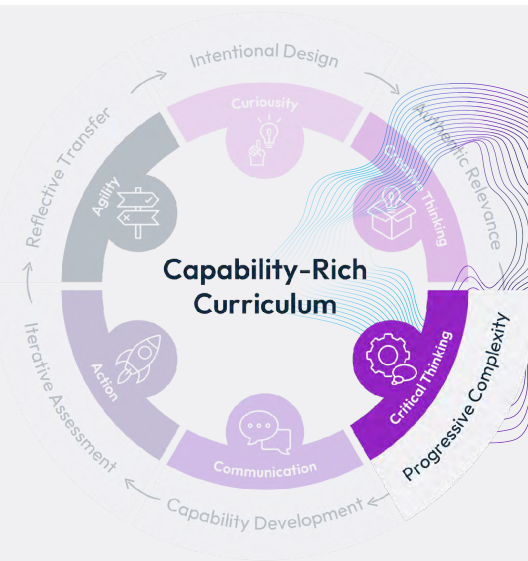 Intentional Design
Curiousity
Authentic Relevance
Creative Thinking
Reflective Transfer
Agility
Capability-Rich
Curriculum
Critical Thinking
Progressive Complexity
Action
Iterative Assessment
Communication
Capability Development